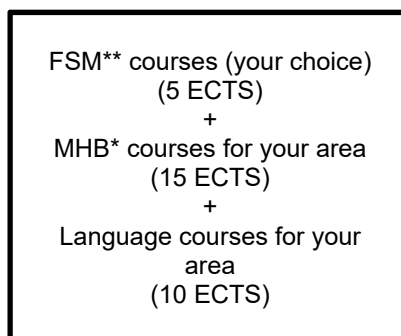 FSM** courses (your choice)
(5 ECTS)
+
MHB* courses for your area
(15 ECTS)
+
Language courses for your
area
(10 ECTS)